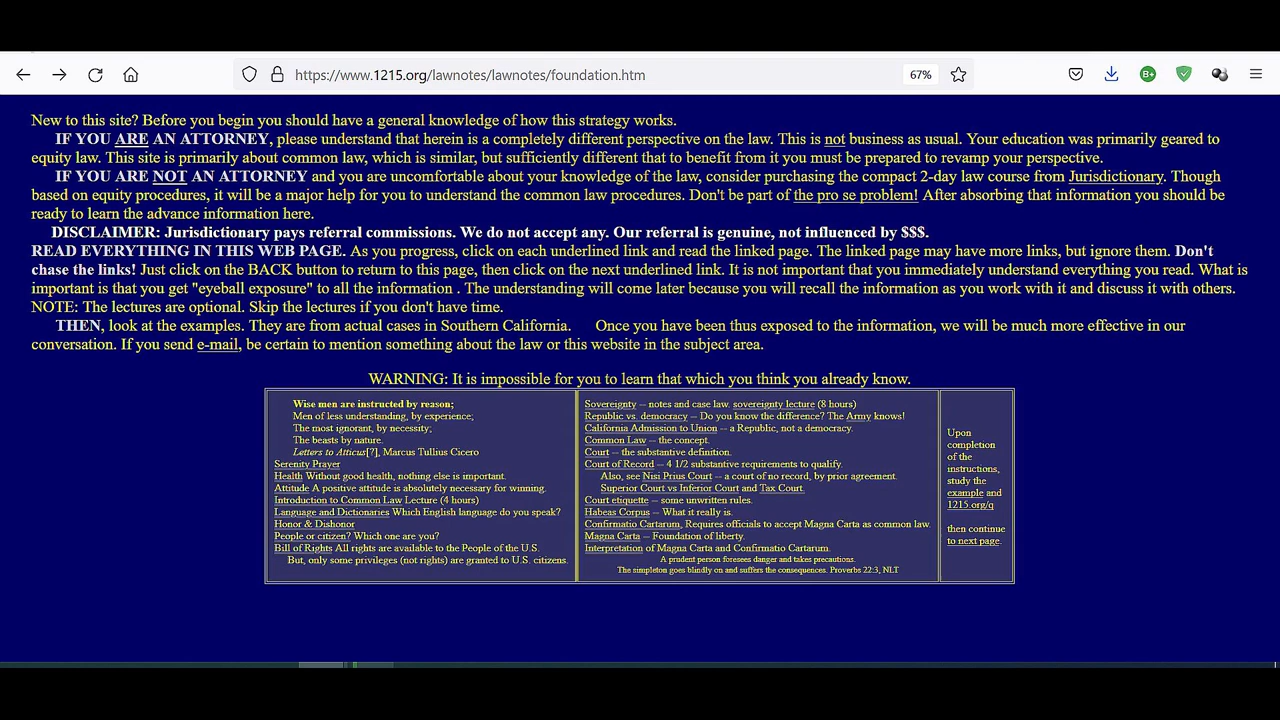 https://www.1215.org/lawnotes/lawnotes/foundation.htm
67%
B+
New to this site? Before you begin you should have a general knowledge of how this strategy works.
IF YOU ARE AN ATTORNEY, please understand that herein is a completely different perspective on the law. This is not business as usual. Your education was primarily geared to
equity law. This site is primarily about common law, which is similar, but sufficiently different that to benefit from it you must be prepared to revamp your perspective.
IF YOU ARE NOT AN ATTORNEY and you are uncomfortable about your knowledge of the law, consider purchasing the compact 2-day law course from Jurisdictionary. Though
based on equity procedures, it will be a major help for you to understand the common law procedures. Don't be part of the pro se problem! After absorbing that information you should be
ready to learn the advance information here.
DISCLAIMER: Jurisdictionary pays referral commissions. We do not accept any. Our referral is genuine, not influenced by $$$.
READ EVERYTHING IN THIS WEB PAGE. As you progress, click on each underlined link and read the linked page. The linked page may have more links, but ignore them. Don't
chase the links! Just click on the BACK button to return to this page, then click on the next underlined link. It is not important that you immediately understand everything you read. What is
important is that you get "eyeball exposure" to all the information . The understanding will come later because you will recall the information as you work with it and discuss it with others.
NOTE: The lectures are optional. Skip the lectures if you don't have time.
THEN, look at the examples. They are from actual cases in Southern California. Once you have been thus exposed to the information, we will be much more effective in our
conversation. If you send e-mail, be certain to mention something about the law or this website in the subject area.
WARNING: It is impossible for you to learn that which you think you already know.
Wise men are instructed by reason;
Men of less understanding, by experience;
The most ignorant, by necessity;
The beasts by nature.
Letters to Atticus[?], Marcus Tullius Cicero
Serenity Prayer
Health Without good health, nothing else is important.
Attitude A positive attitude is absolutely necessary for winning.
Introduction to Common Law Lecture (4 hours)
Language and Dictionaries Which English language do you speak?
Honor & Dishonor
People or citizen? Which one are you?
Bill of Rights All rights are available to the People of the U.S.
But, only some privileges (not rights) are granted to U.S. citizens.
Sovereignty -- notes and case law, sovereignty lecture (8 hours)
Republic vs. democracy -- Do you know the difference? The Army knows!
California Admission to Union -- a Republic, not a democracy.
Common Law -- the concept.
Court -- the substantive definition.
Court of Record -- 4 1/2 substantive requirements to qualify.
Also, see Nisi Prius Court -- a court of no record, by prior agreement.
Superior Court vs Inferior Court and Tax Court.
Court etiquette -- some unwritten rules.
Habeas Corpus -- What it really is.
Confirmatio Cartarum, Requires officials to accept Magna Carta as common law.
Magna Carta -- Foundation of liberty.
Interpretation of Magna Carta and Confirmatio Cartarum.
A prudent person foresees danger and takes precautions.
The simpleton goes blindly on and suffers the consequences. Proverbs 22:3, NLT
Upon
completion
of the
instructions,
study the
example and
1215.org/q
then continue
to next page.